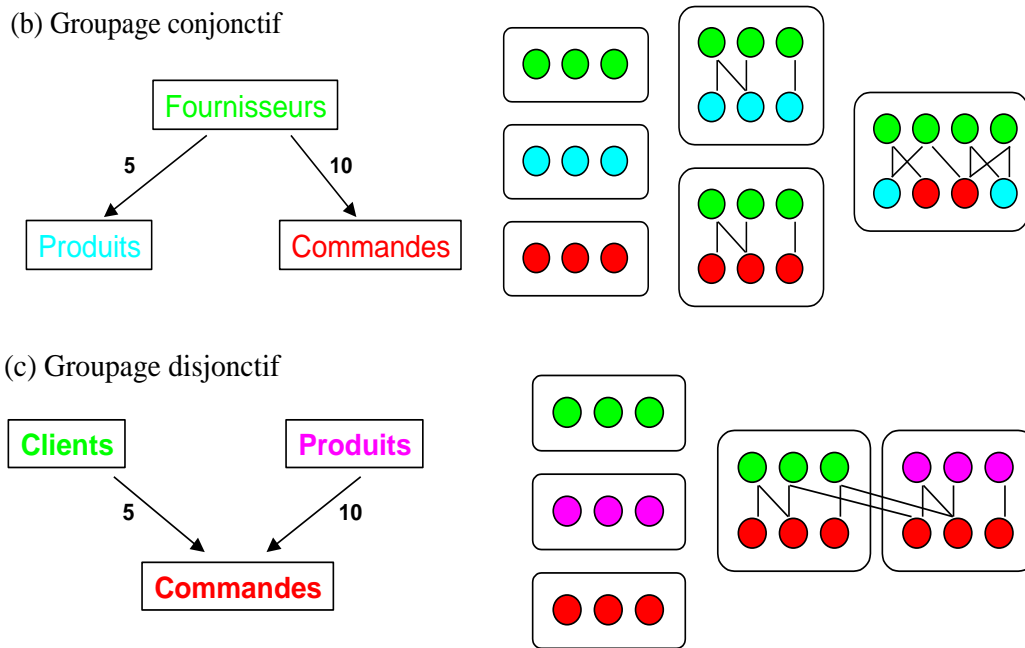 (b) Groupage conjonctif
Fournisseurs
5
10
Produits
Commandes
(c) Groupage disjonctif
Clients
Produits
5
10
Commandes